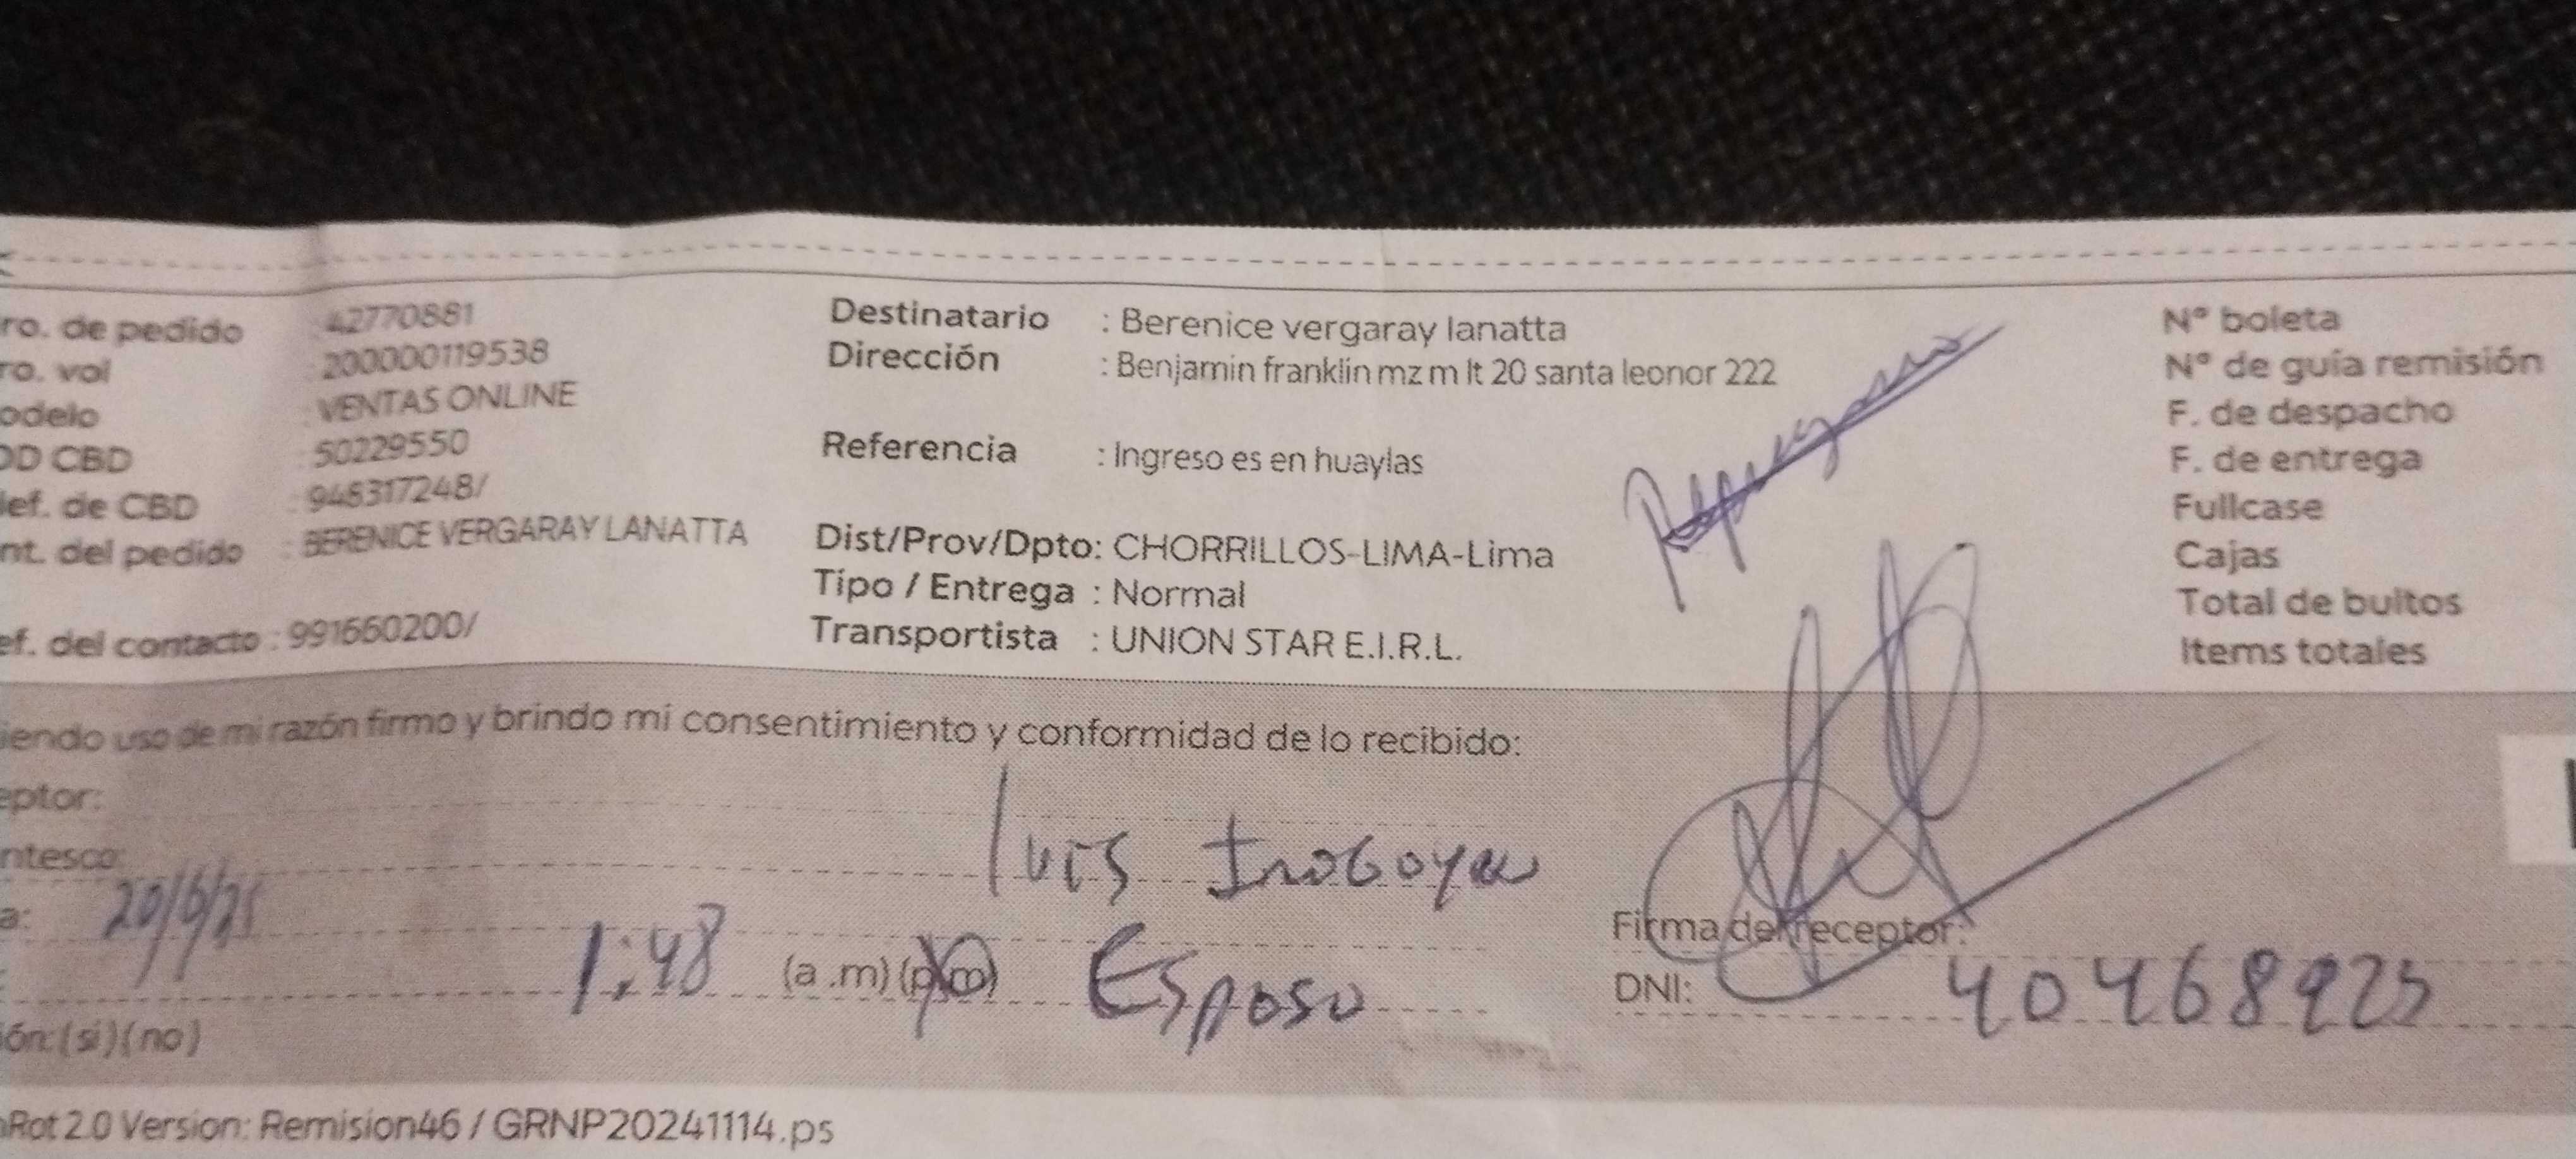 ro. de pedido : 42770881
ro. vol : 200000119538
odelo : VENTAS ONLINE
OD CBD : 50229550
lef. de CBD : 948317248/
nt. del pedido : BERENICE VERGARAY LANATTA
ef. del contacto : 991660200/
Destinatario : Berenice vergaray lanatta
Dirección : Benjamin franklin mz m lt 20 santa leonor 222
Referencia : Ingreso es en huaylas
Dist/Prov/Dpto: CHORRILLOS-LIMA-Lima
Tipo / Entrega : Normal
Transportista : UNION STAR E.I.R.L.
N° boleta
N° de guía remisión
F. de despacho
F. de entrega
Fullcase
Cajas
Total de bultos
Items totales
iendo uso de mi razón firmo y brindo mi consentimiento y conformidad de lo recibido:
eptor:
ntesco:
a: 20/6/25
1:48 (a .m) (p.m) Esposo
ión: (si) (no)
Firma del receptor:
DNI: 40468925
Rot 2.0 Version: Remision46 / GRNP20241114.ps